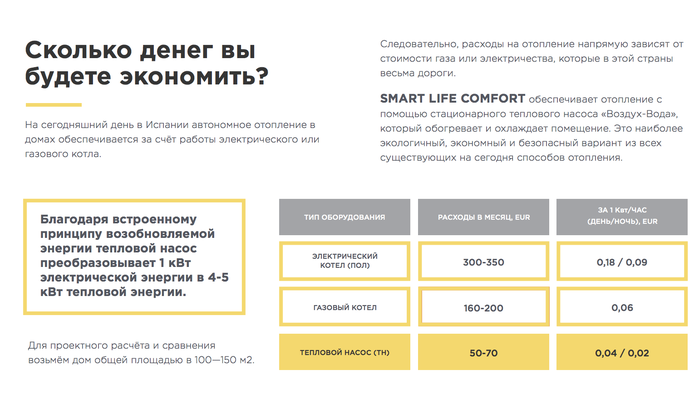 Сколько денег вы
будете экономить?
На сегодняшний день в Испании автономное отопление в
домах обеспечивается за счёт работы электрического или
газового котла.
Следовательно, расходы на отопление напрямую зависят от
стоимости газа или электричества, которые в этой страны
весьма дороги.
SMART LIFE COMFORT обеспечивает отопление с
помощью стационарного теплового насоса «Воздух-Вода»,
который обогревает и охлаждает помещение. Это наиболее
экологичный, экономный и безопасный вариант из всех
существующих на сегодня способов отопления.
Благодаря встроенному
принципу возобновляемой
энергии тепловой насос
преобразовывает 1 кВт
электрической энергии в 4-5
кВт тепловой энергии.
Для проектного расчёта и сравнения
возьмём дом общей площадью в 100—150 м2.
ТИП ОБОРУДОВАНИЯ
РАСХОДЫ В МЕСЯЦ, EUR
ЗА 1 Кат/ЧАС
(ДЕНЬ/НОЧЬ), EUR
ЭЛЕКТРИЧЕСКИЙ
КОТЕЛ (ПОЛ)
300-350
0,18 / 0,09
ГАЗОВЫЙ КОТЕЛ
160-200
0,06
ТЕПЛОВОЙ НАСОС (ТН)
50-70
0,04 / 0,02